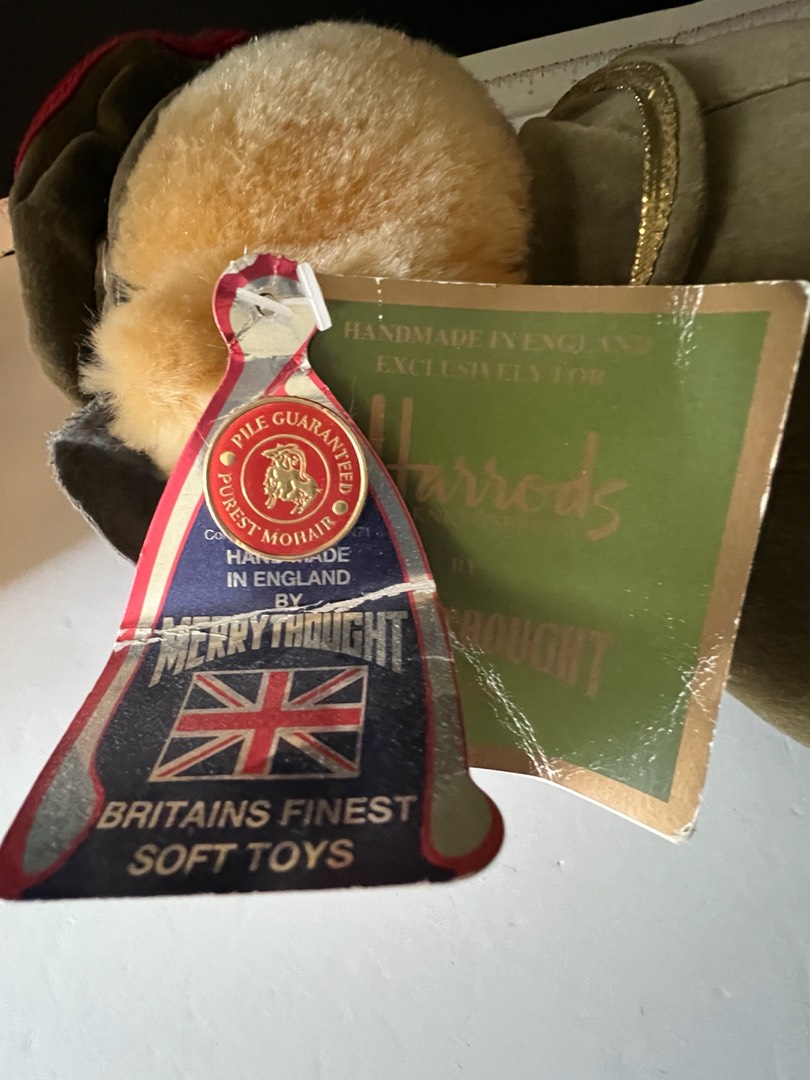 PILE GUARANTEED
PUREST MOHAIR
HANDMADE
IN ENGLAND
BY
MERRYTHOUGHT
BRITAINS FINEST
SOFT TOYS
HANDMADE IN ENGLAND
EXCLUSIVELY FOR
Harrods
BY